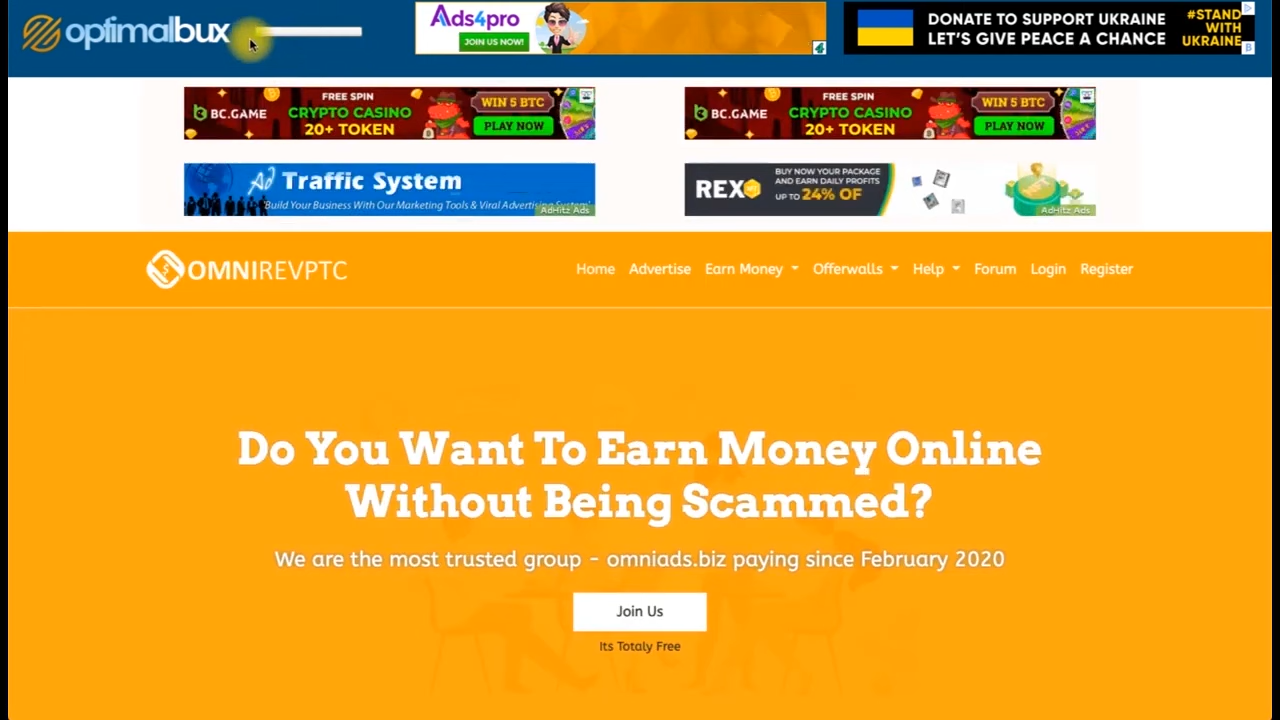 optimalbux
Ads4pro
JOIN US NOW!
DONATE TO SUPPORT UKRAINE
LET'S GIVE PEACE A CHANCE
#STAND
WITH
UKRAINE
BC.GAME
FREE SPIN
CRYPTO CASINO
20+ TOKEN
WIN 5 BTC
PLAY NOW
BC.GAME
FREE SPIN
CRYPTO CASINO
20+ TOKEN
WIN 5 BTC
PLAY NOW
Ad Traffic System
Build Your Business With Our Marketing Tools & Viral Advertising System!
AdHitz Ads
REX
BUY NOW YOUR PACKAGE
AND EARN DAILY PROFITS
UP TO 24% OF
AdHitz Ads
OMNIREVPTC
Home Advertise Earn Money Offerwalls Help Forum Login Register
Do You Want To Earn Money Online
Without Being Scammed?
We are the most trusted group - omniads.biz paying since February 2020
Join Us
Its Totaly Free